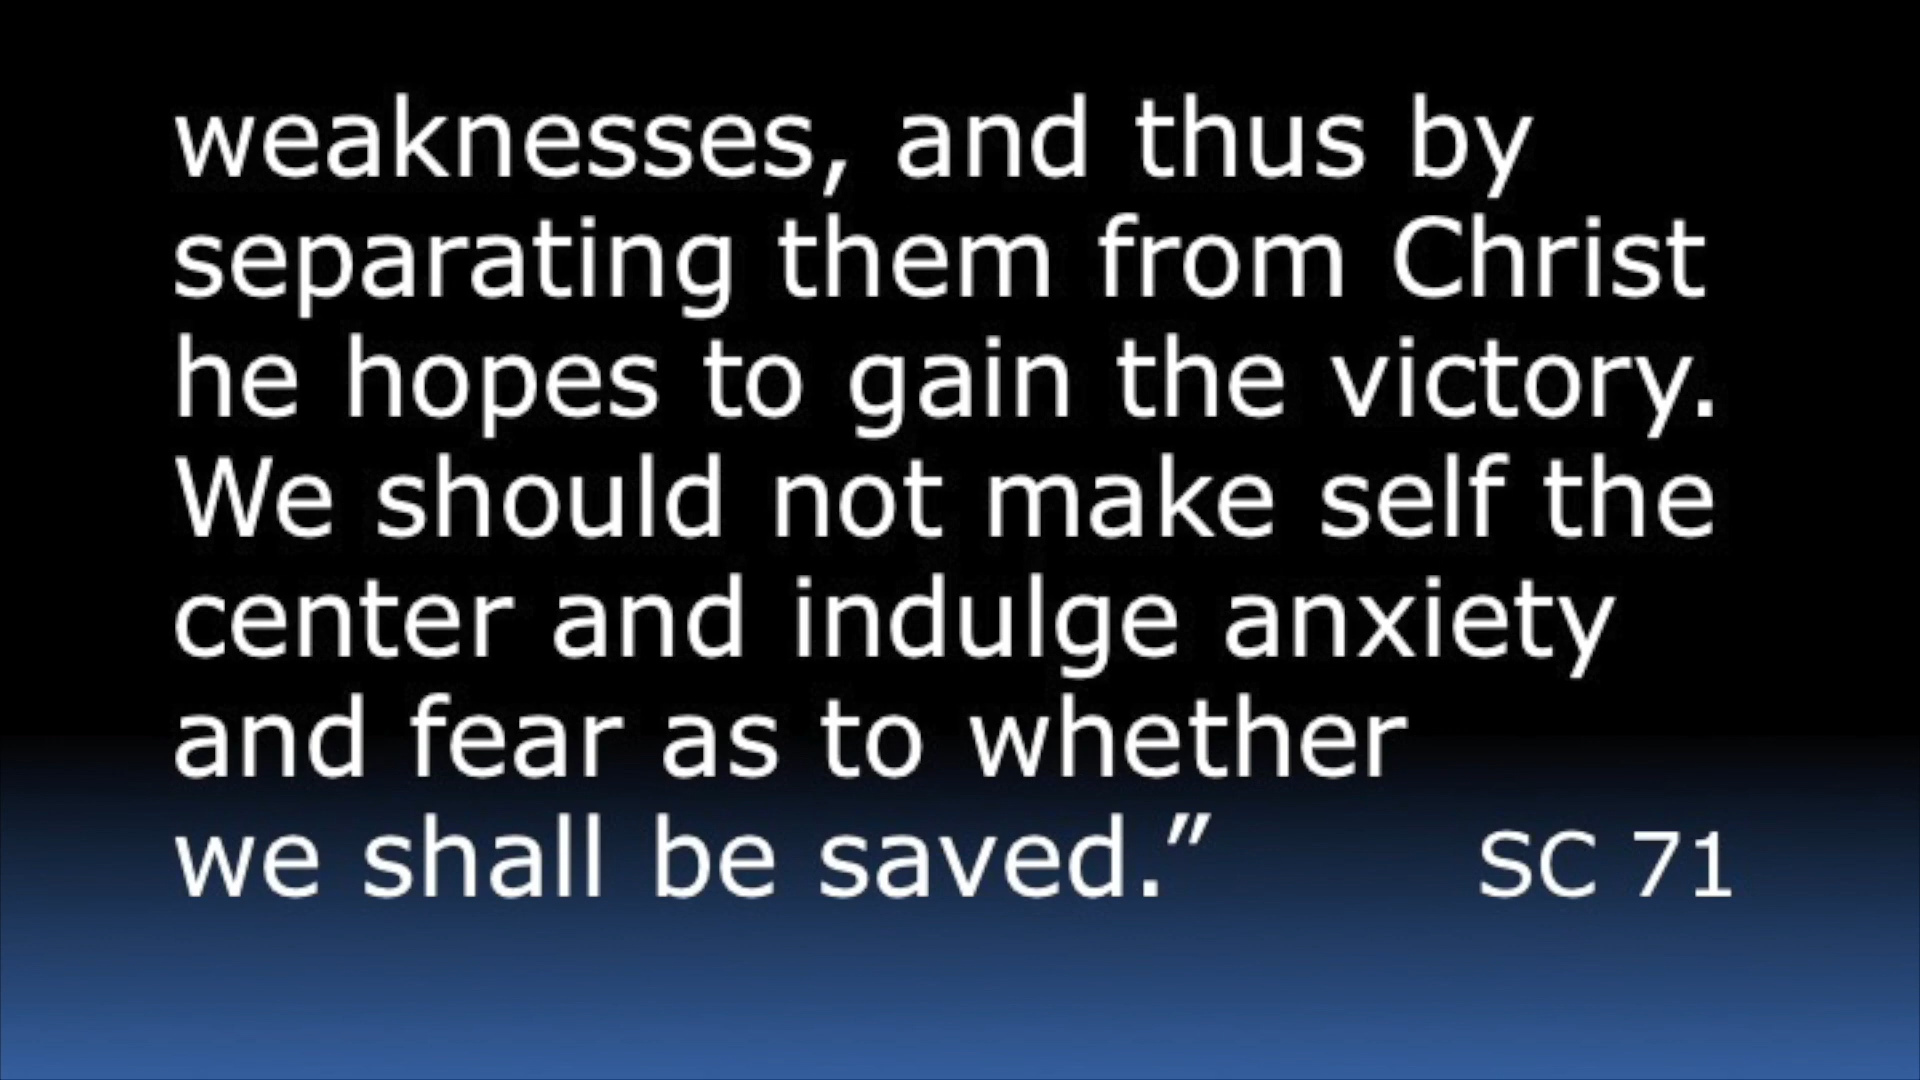 weaknesses, and thus by
separating them from Christ
he hopes to gain the victory.
We should not make self the
center and indulge anxiety
and fear as to whether
we shall be saved.” SC 71